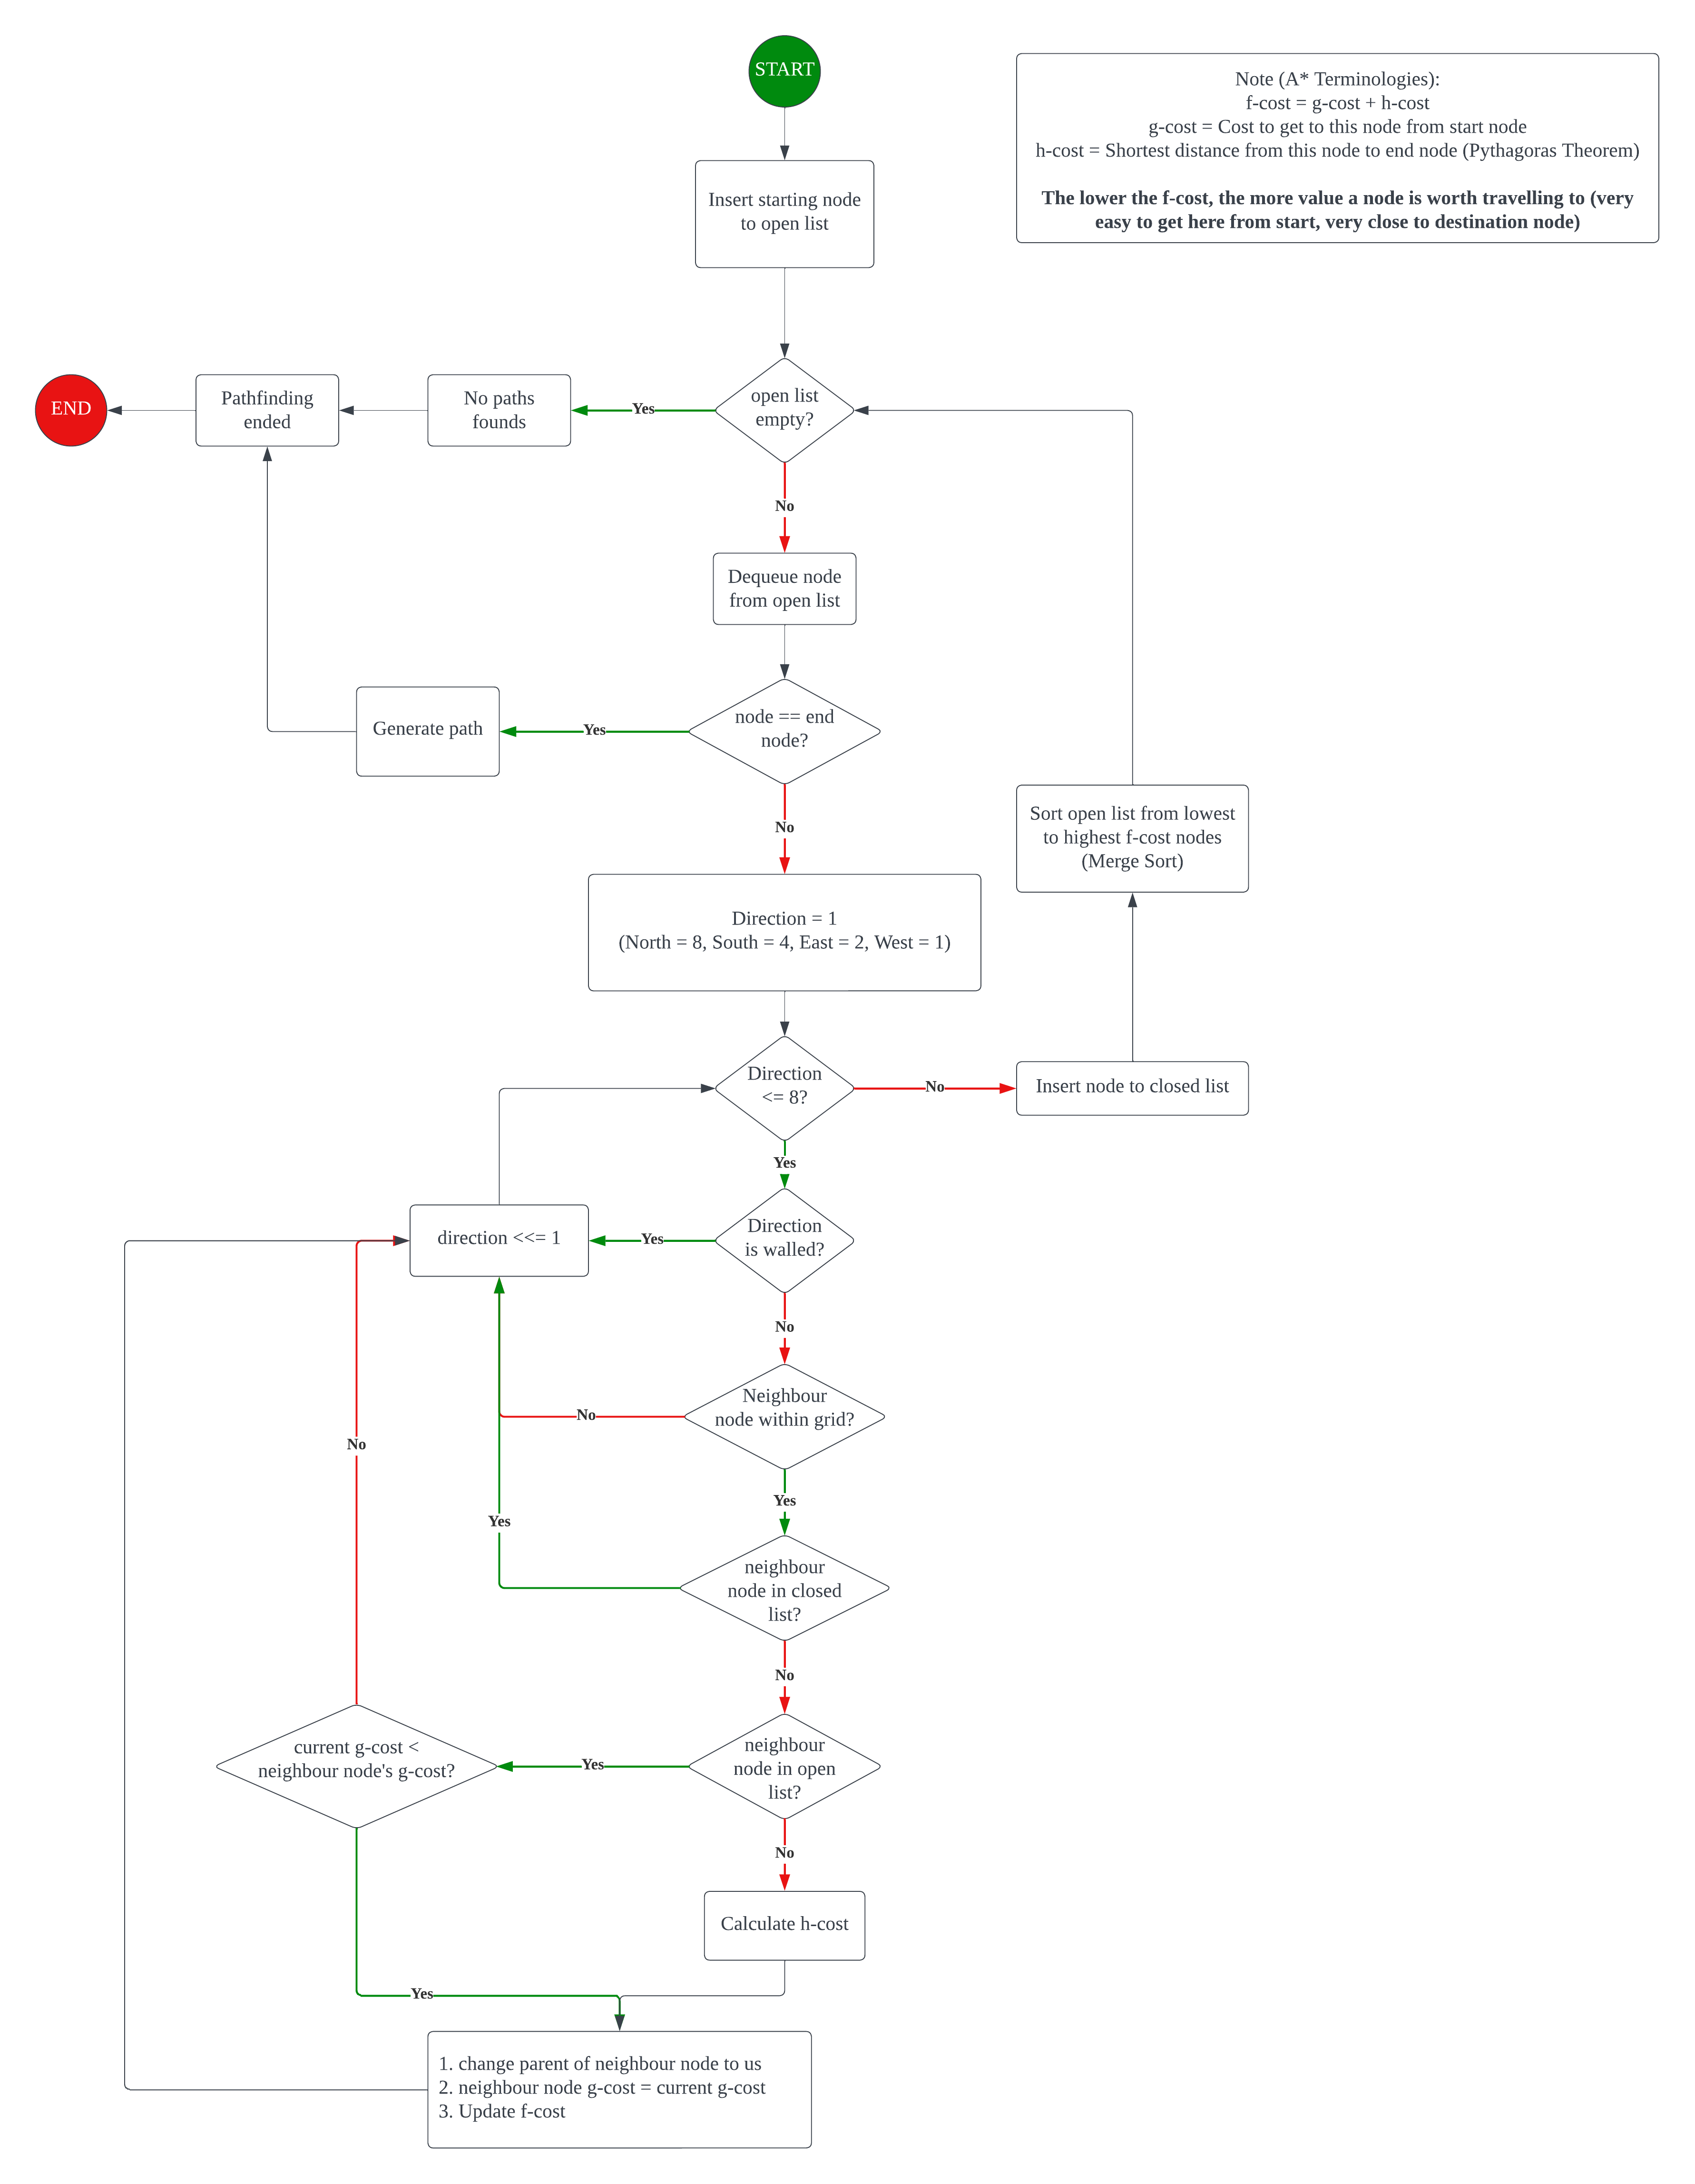 START
Note (A* Terminologies):
f-cost = g-cost + h-cost
g-cost = Cost to get to this node from start node
h-cost = Shortest distance from this node to end node (Pythagoras Theorem)
The lower the f-cost, the more value a node is worth travelling to (very
easy to get here from start, very close to destination node)
Insert starting node
to open list
open list
empty?
Yes
No paths
founds
Pathfinding
ended
END
No
Dequeue node
from open list
node == end
node?
Yes
Generate path
No
Direction = 1
(North = 8, South = 4, East = 2, West = 1)
Sort open list from lowest
to highest f-cost nodes
(Merge Sort)
Direction
<= 8?
No
Insert node to closed list
Yes
Direction
is walled?
Yes
direction <<= 1
No
Neighbour
node within grid?
No
Yes
neighbour
node in closed
list?
Yes
No
neighbour
node in open
list?
Yes
current g-cost <
neighbour node's g-cost?
No
No
Calculate h-cost
Yes
1. change parent of neighbour node to us
2. neighbour node g-cost = current g-cost
3. Update f-cost